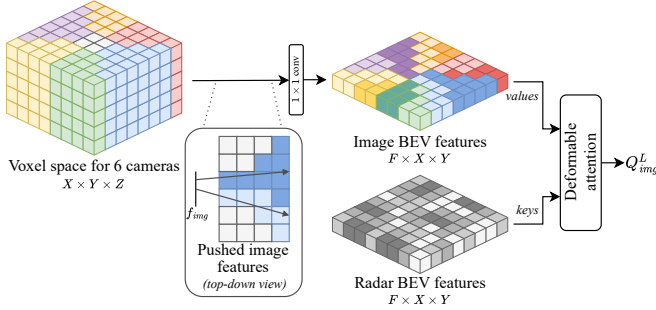 Voxel space for 6 cameras
X × Y × Z
1 × 1 conv
f_img
Pushed image
features
(top-down view)
Image BEV features
F × X × Y
Radar BEV features
F × X × Y
values
keys
Deformable
attention
Q^L_img